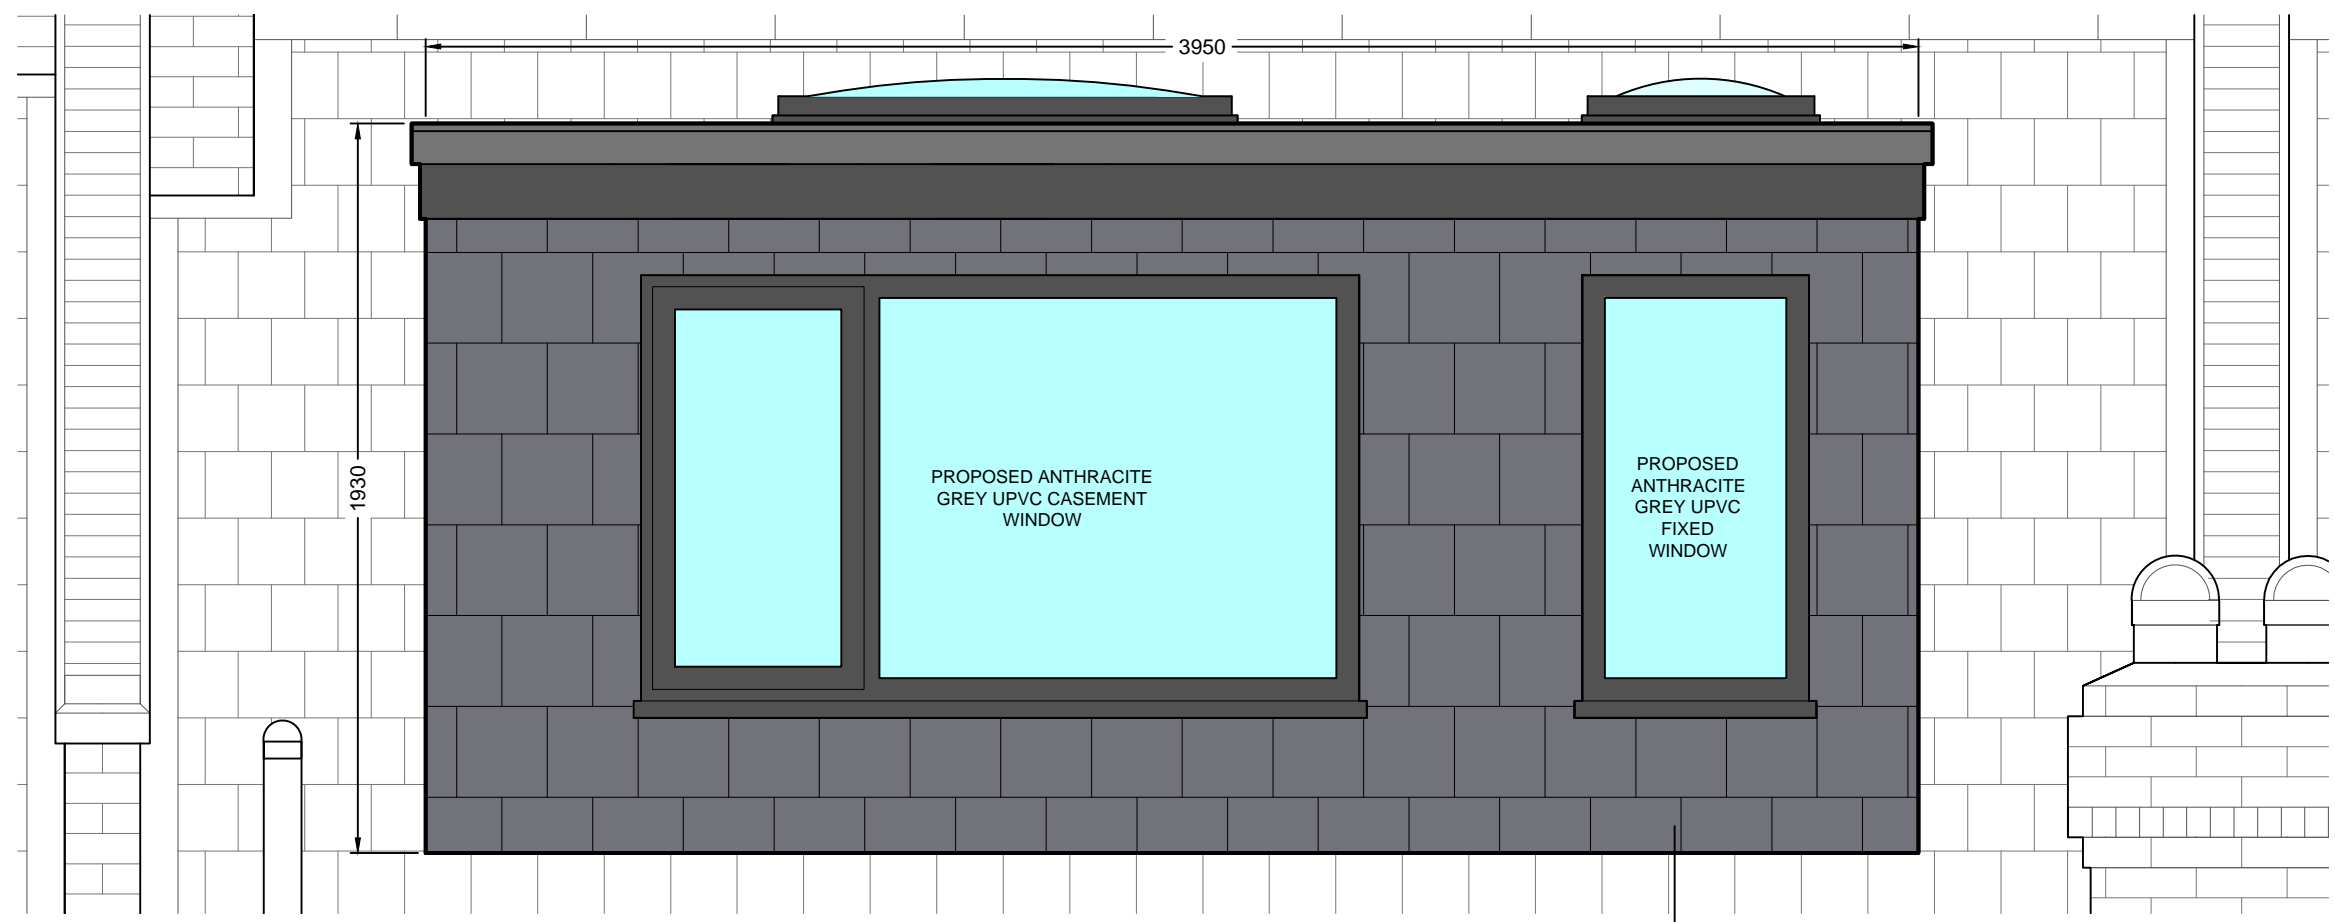 3950
1930
PROPOSED ANTHRACITE
GREY UPVC CASEMENT
WINDOW
PROPOSED
ANTHRACITE
GREY UPVC
FIXED
WINDOW